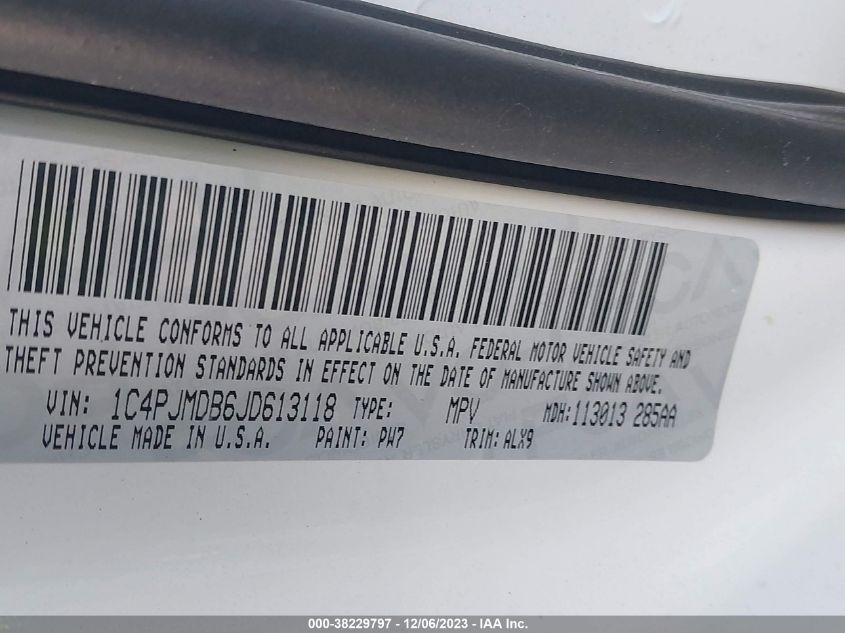 THIS VEHICLE CONFORMS TO ALL APPLICABLE U.S.A. FEDERAL MOTOR VEHICLE SAFETY AND
THEFT PREVENTION STANDARDS IN EFFECT ON THE DATE OF MANUFACTURE SHOWN ABOVE.
VIN: 1C4PJMDB6JD613118 TYPE: MPV MDH:113013 285AA
VEHICLE MADE IN U.S.A. PAINT: PW7 TRIM: ALX9
000-38229797 - 12/06/2023 - IAA Inc.